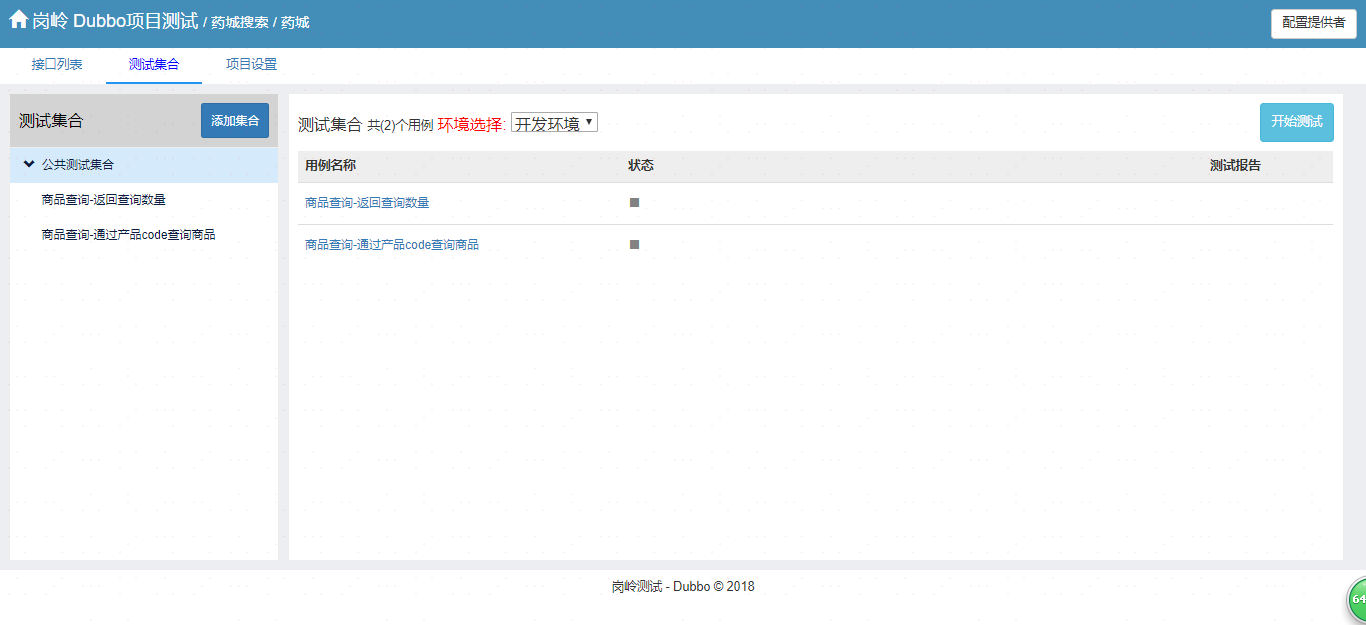 岗岭 Dubbo项目测试 / 药城搜索 / 药城
配置提供者
接口列表 测试集合 项目设置
测试集合 添加集合
公共测试集合
商品查询-返回查询数量
商品查询-通过产品code查询商品
测试集合 共(2)个用例 环境选择: 开发环境
开始测试
用例名称 状态 测试报告
商品查询-返回查询数量
商品查询-通过产品code查询商品
岗岭测试 - Dubbo © 2018
64